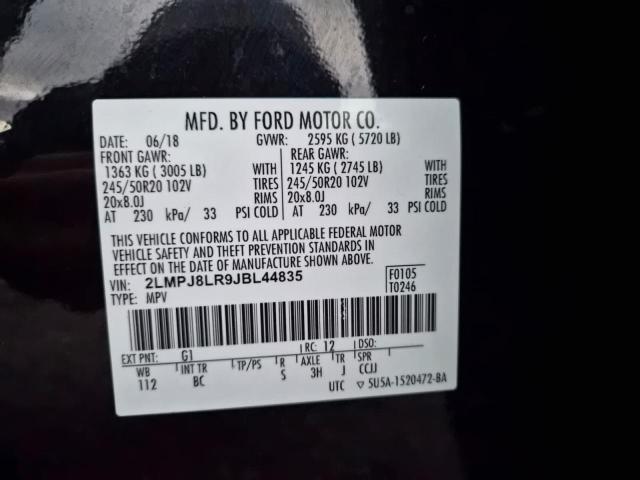 MFD. BY FORD MOTOR CO.
DATE: 06/18 GVWR: 2595 KG ( 5720 LB)
FRONT GAWR: REAR GAWR:
1363 KG ( 3005 LB) WITH 1245 KG ( 2745 LB) WITH
245/50R20 102V TIRES 245/50R20 102V TIRES
20x8.0J RIMS 20x8.0J RIMS
AT 230 kPa/ 33 PSI COLD AT 230 kPa/ 33 PSI COLD
THIS VEHICLE CONFORMS TO ALL APPLICABLE FEDERAL MOTOR
VEHICLE SAFETY AND THEFT PREVENTION STANDARDS IN
EFFECT ON THE DATE OF MANUFACTURE SHOWN ABOVE.
VIN: 2LMPJ8LR9JBL44835 F0105
TYPE: MPV T0246
EXT PNT: G1 RC: 12 DSO:
WB INT TR TP/PS R AXLE TR SPR
112 BC S 3H J CCJJ
UTC ▽ 5U5A-1520472-BA